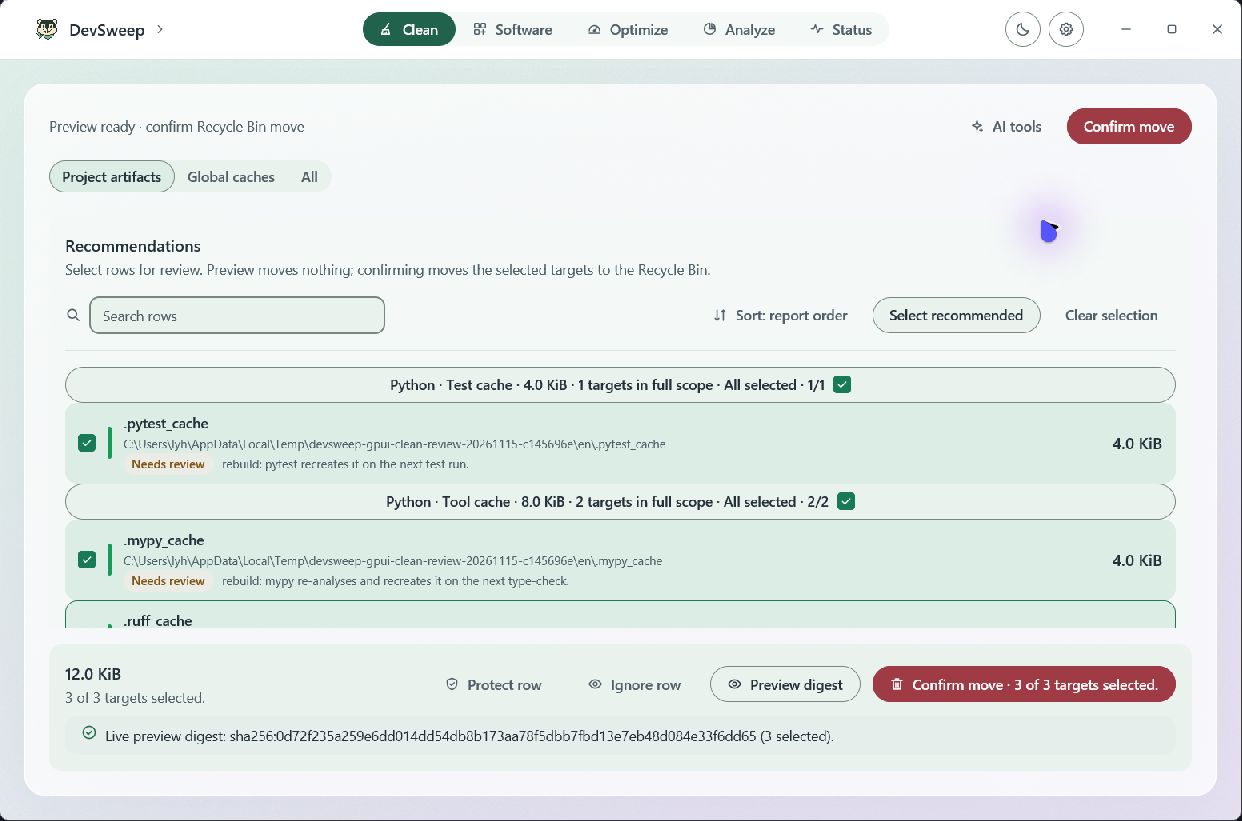 DevSweep
Clean
Software
Optimize
Analyze
Status
Preview ready · confirm Recycle Bin move
AI tools
Confirm move
Project artifacts
Global caches
All
Recommendations
Select rows for review. Preview moves nothing; confirming moves the selected targets to the Recycle Bin.
Search rows
Sort: report order
Select recommended
Clear selection
Python · Test cache · 4.0 KiB · 1 targets in full scope · All selected · 1/1
.pytest_cache
C:\Users\lyh\AppData\Local\Temp\devsweep-gpui-clean-review-20261115-c145696e\en\.pytest_cache
4.0 KiB
Needs review
rebuild: pytest recreates it on the next test run.
Python · Tool cache · 8.0 KiB · 2 targets in full scope · All selected · 2/2
.mypy_cache
C:\Users\lyh\AppData\Local\Temp\devsweep-gpui-clean-review-20261115-c145696e\en\.mypy_cache
4.0 KiB
Needs review
rebuild: mypy re-analyses and recreates it on the next type-check.
.ruff_cache
12.0 KiB
3 of 3 targets selected.
Protect row
Ignore row
Preview digest
Confirm move · 3 of 3 targets selected.
Live preview digest: sha256:0d72f235a259e6dd014dd54db8b173aa78f5dbb7fbd13e7eb48d084e33f6dd65 (3 selected).